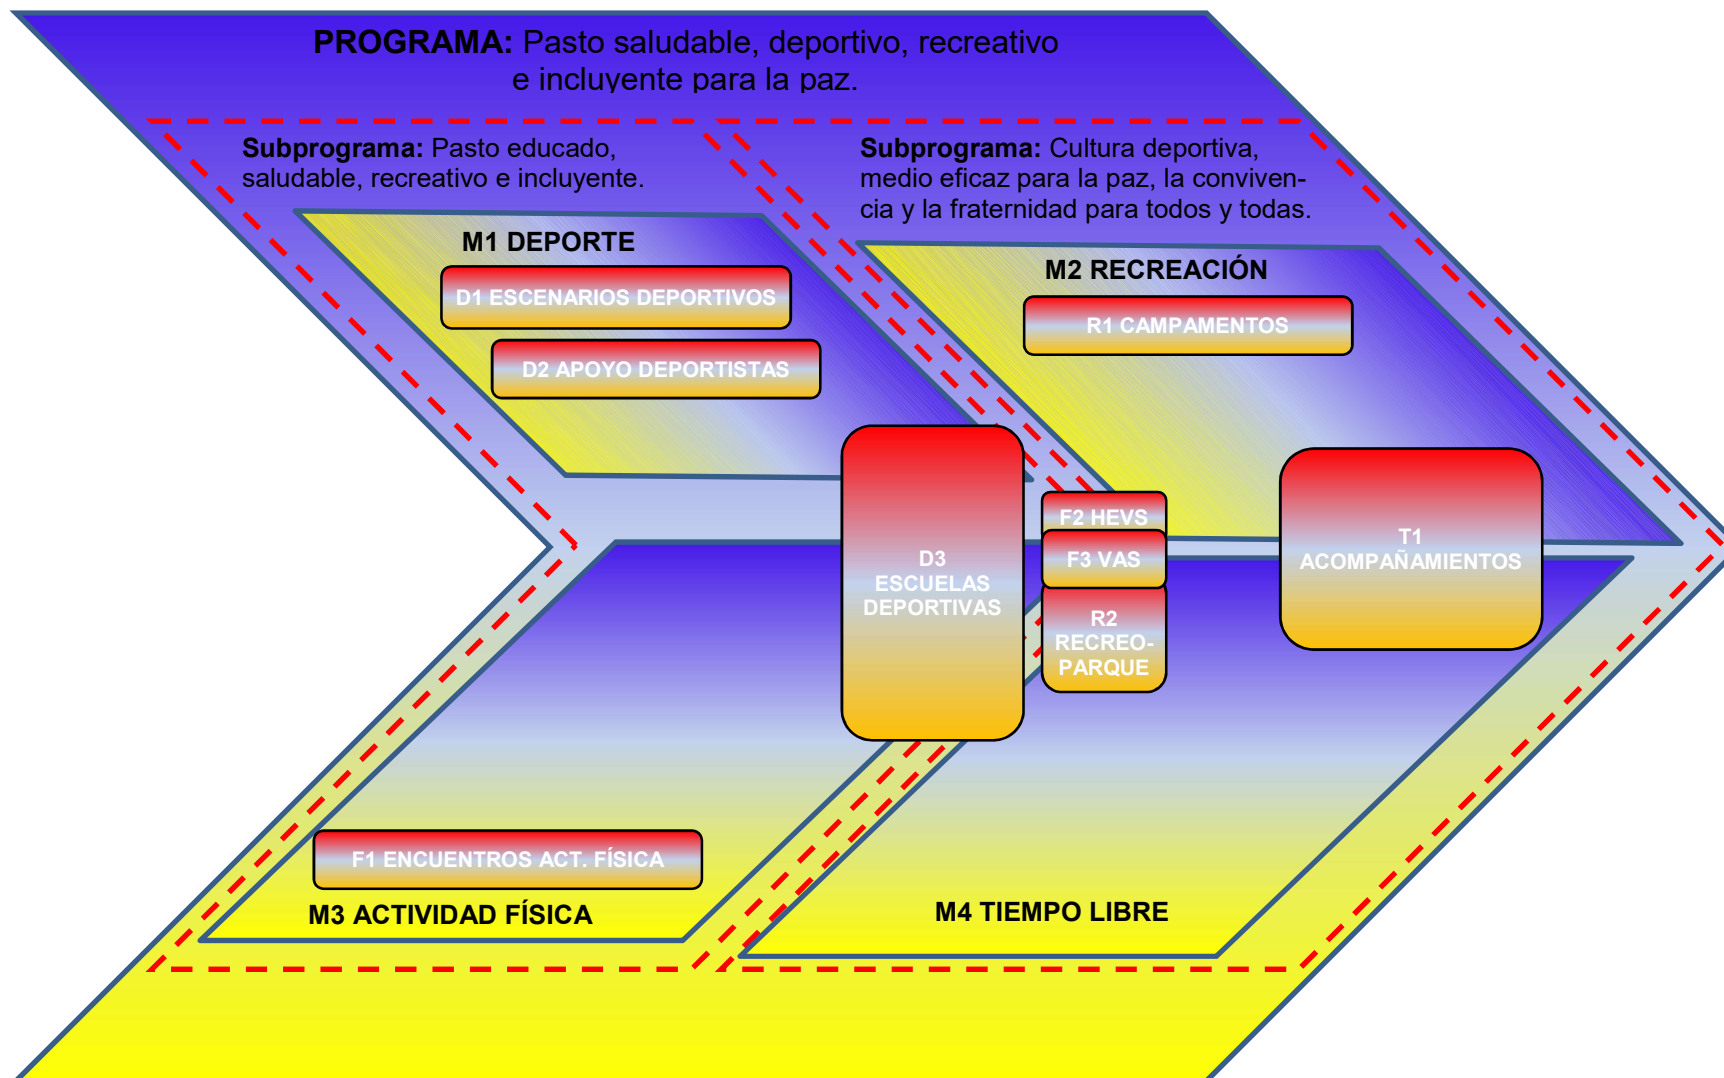 PROGRAMA: Pasto saludable, deportivo, recreativo
e incluyente para la paz.
Subprograma: Pasto educado,
saludable, recreativo e incluyente.
Subprograma: Cultura deportiva,
medio eficaz para la paz, la conviven-
cia y la fraternidad para todos y todas.
M1 DEPORTE
D1 ESCENARIOS DEPORTIVOS
D2 APOYO DEPORTISTAS
M2 RECREACIÓN
R1 CAMPAMENTOS
D3
ESCUELAS
DEPORTIVAS
F2 HEVS
F3 VAS
R2
RECREO-
PARQUE
T1
ACOMPAÑAMIENTOS
F1 ENCUENTROS ACT. FÍSICA
M3 ACTIVIDAD FÍSICA
M4 TIEMPO LIBRE